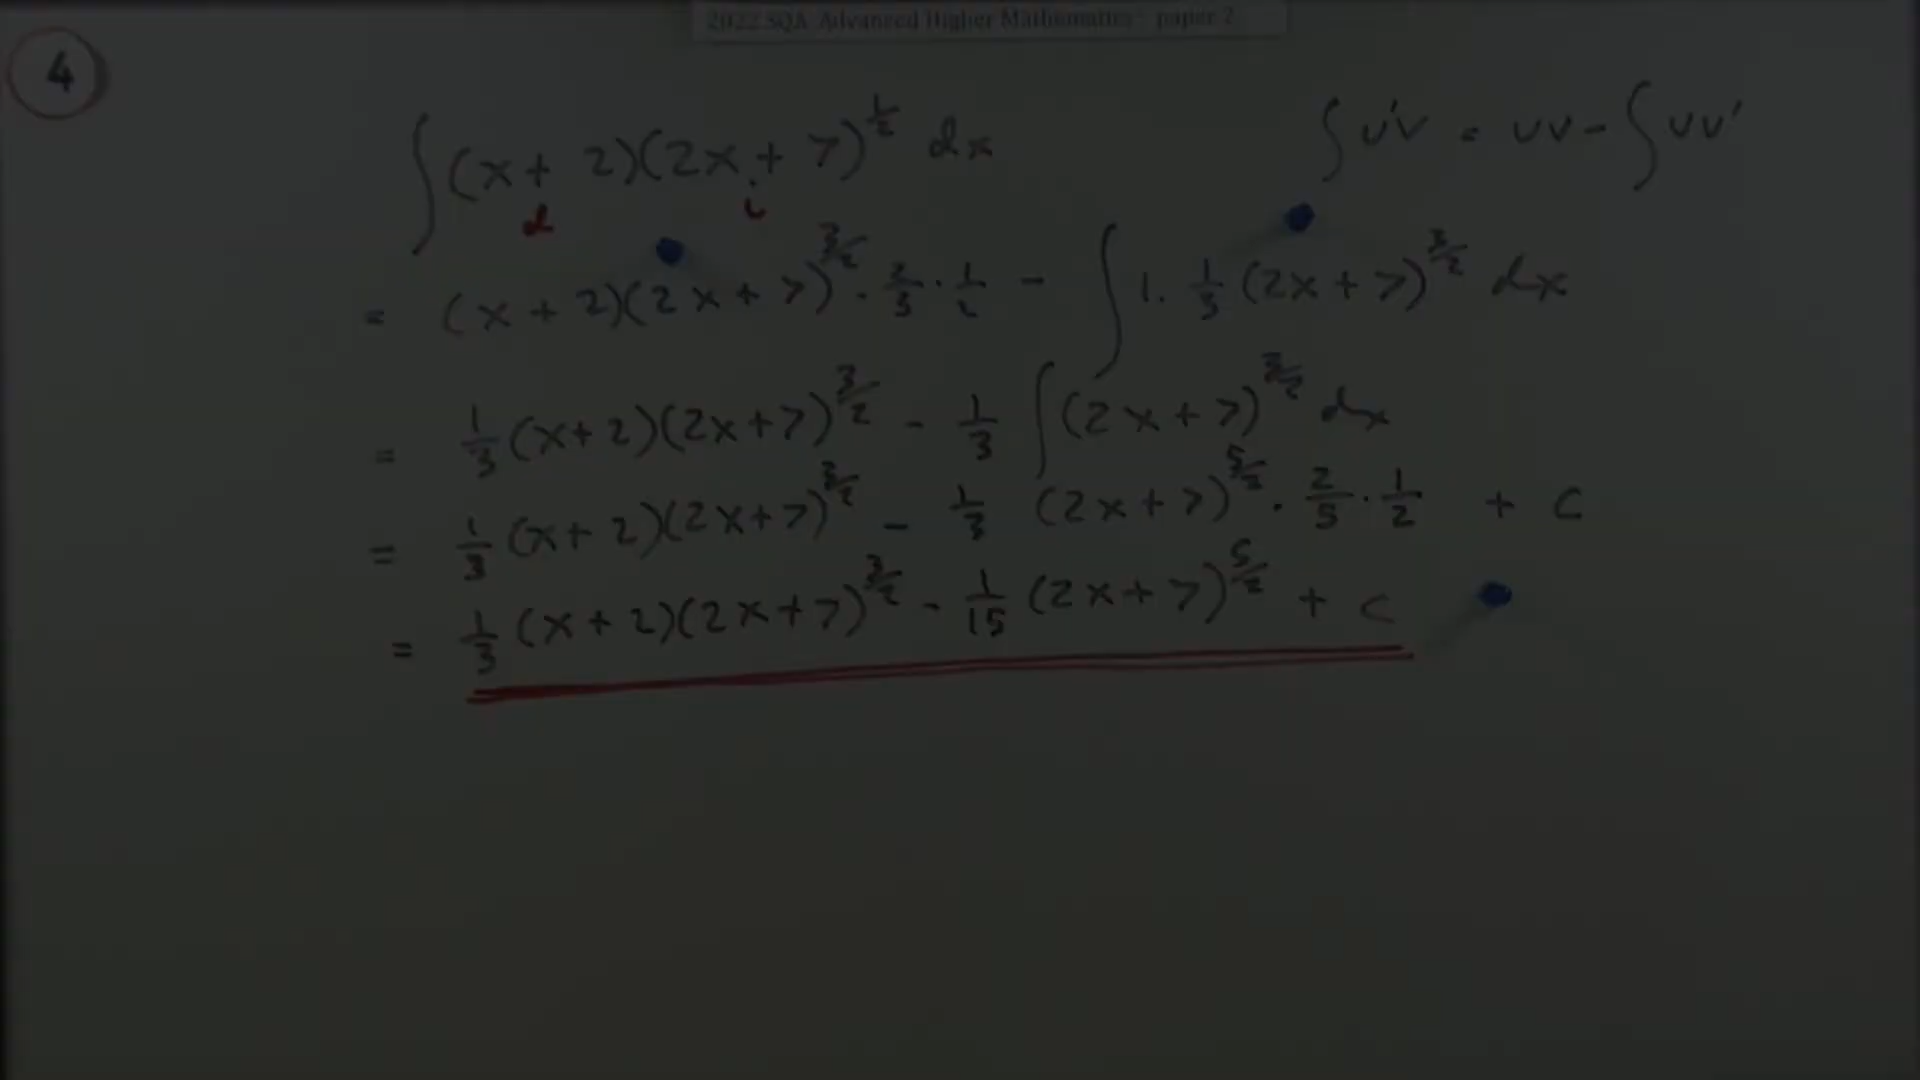 2022 SQA Advanced Higher Mathematics : paper 2
4
∫(x + 2)(2x + 7)^½ dx ∫u'v = uv - ∫uv'
d i
= (x + 2)(2x + 7)^(3/2) · 2/3 · 1/2 - ∫ 1. 1/3 (2x + 7)^(3/2) dx
= 1/3 (x + 2)(2x + 7)^(3/2) - 1/3 ∫(2x + 7)^(3/2) dx
= 1/3 (x + 2)(2x + 7)^(3/2) - 1/3 (2x + 7)^(5/2) · 2/5 · 1/2 + c
= 1/3 (x + 2)(2x + 7)^(3/2) - 1/15 (2x + 7)^(5/2) + c